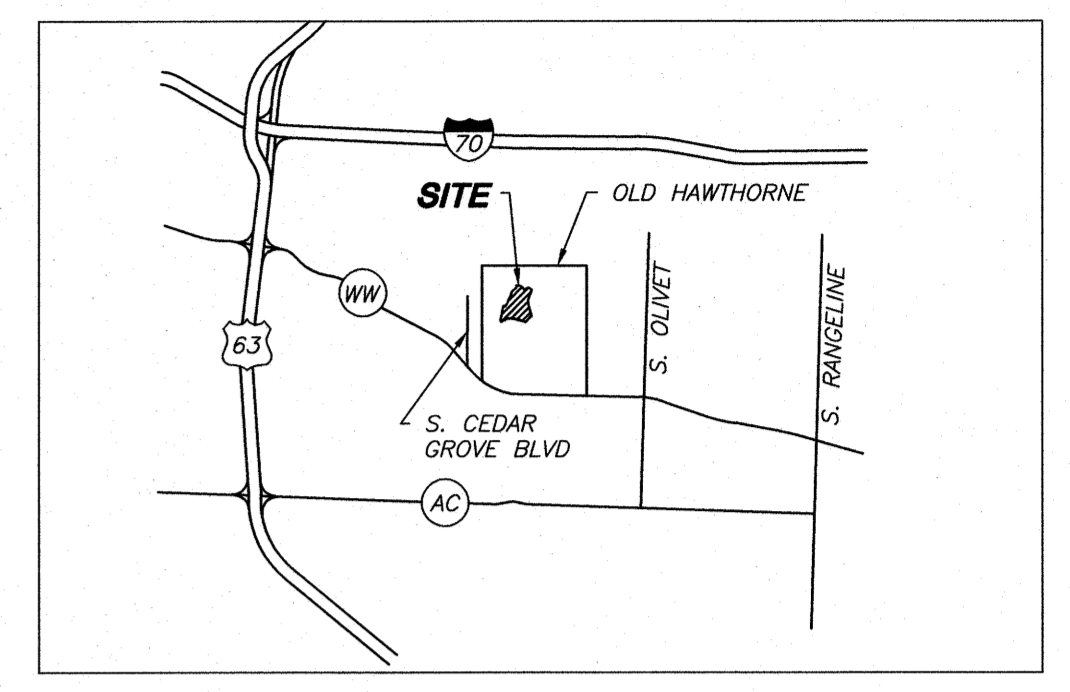 70
SITE
OLD HAWTHORNE
WW
63
S. OLIVET
S. RANGELINE
S. CEDAR
GROVE BLVD
AC